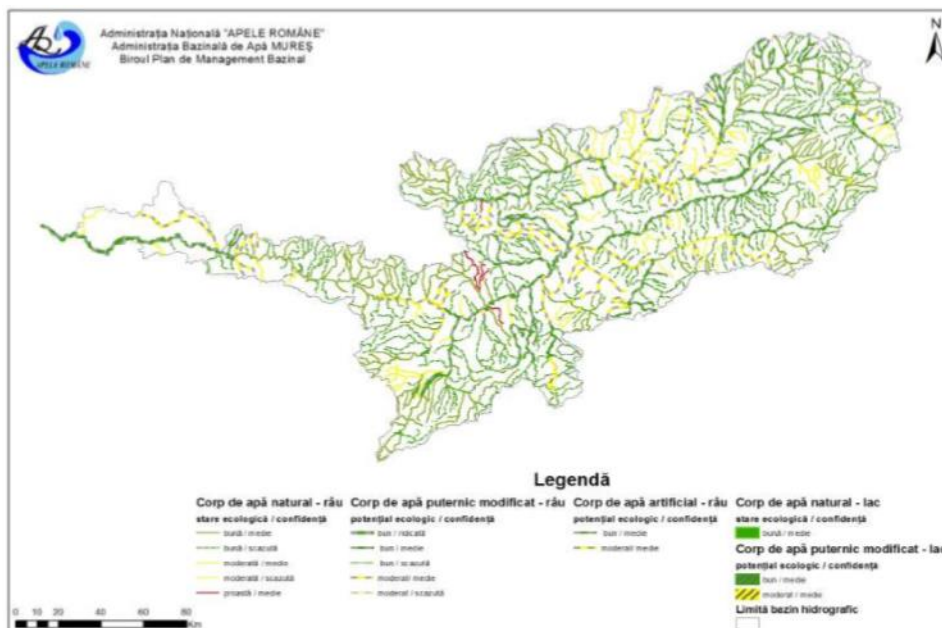 Administrația Națională "APELE ROMÂNE"
Administrația Bazinală de Apă MUREȘ
Biroul Plan de Management Bazinal
APELE ROMÂNE
N
Legendă
Corp de apă natural - râu
stare ecologică / confidență
bună / medie
bună / scazută
moderată / medie
moderată / scazută
proastă / medie
Corp de apă puternic modificat - râu
potențial ecologic / confidență
bun / ridicată
bun / medie
bun / scazută
moderat/ medie
moderat / scazută
Corp de apă artificial - râu
potențial ecologic / confidență
bun / medie
moderat/ medie
Corp de apă natural - lac
stare ecologică / confidență
bună / medie
Corp de apă puternic modificat - lac
potențial ecologic / confidență
bun / medie
moderat / medie
Limită bazin hidrografic
0 10 20 40 60 80
Km